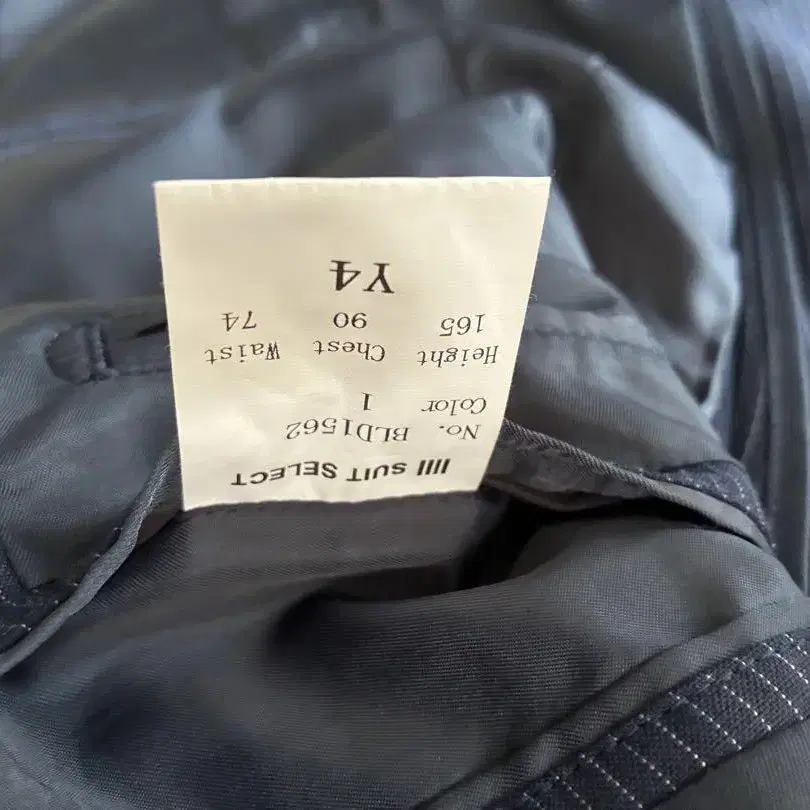 SUIT SELECT
No. BLD1562
Color 1
Height Chest Waist
165 90 74
Y4